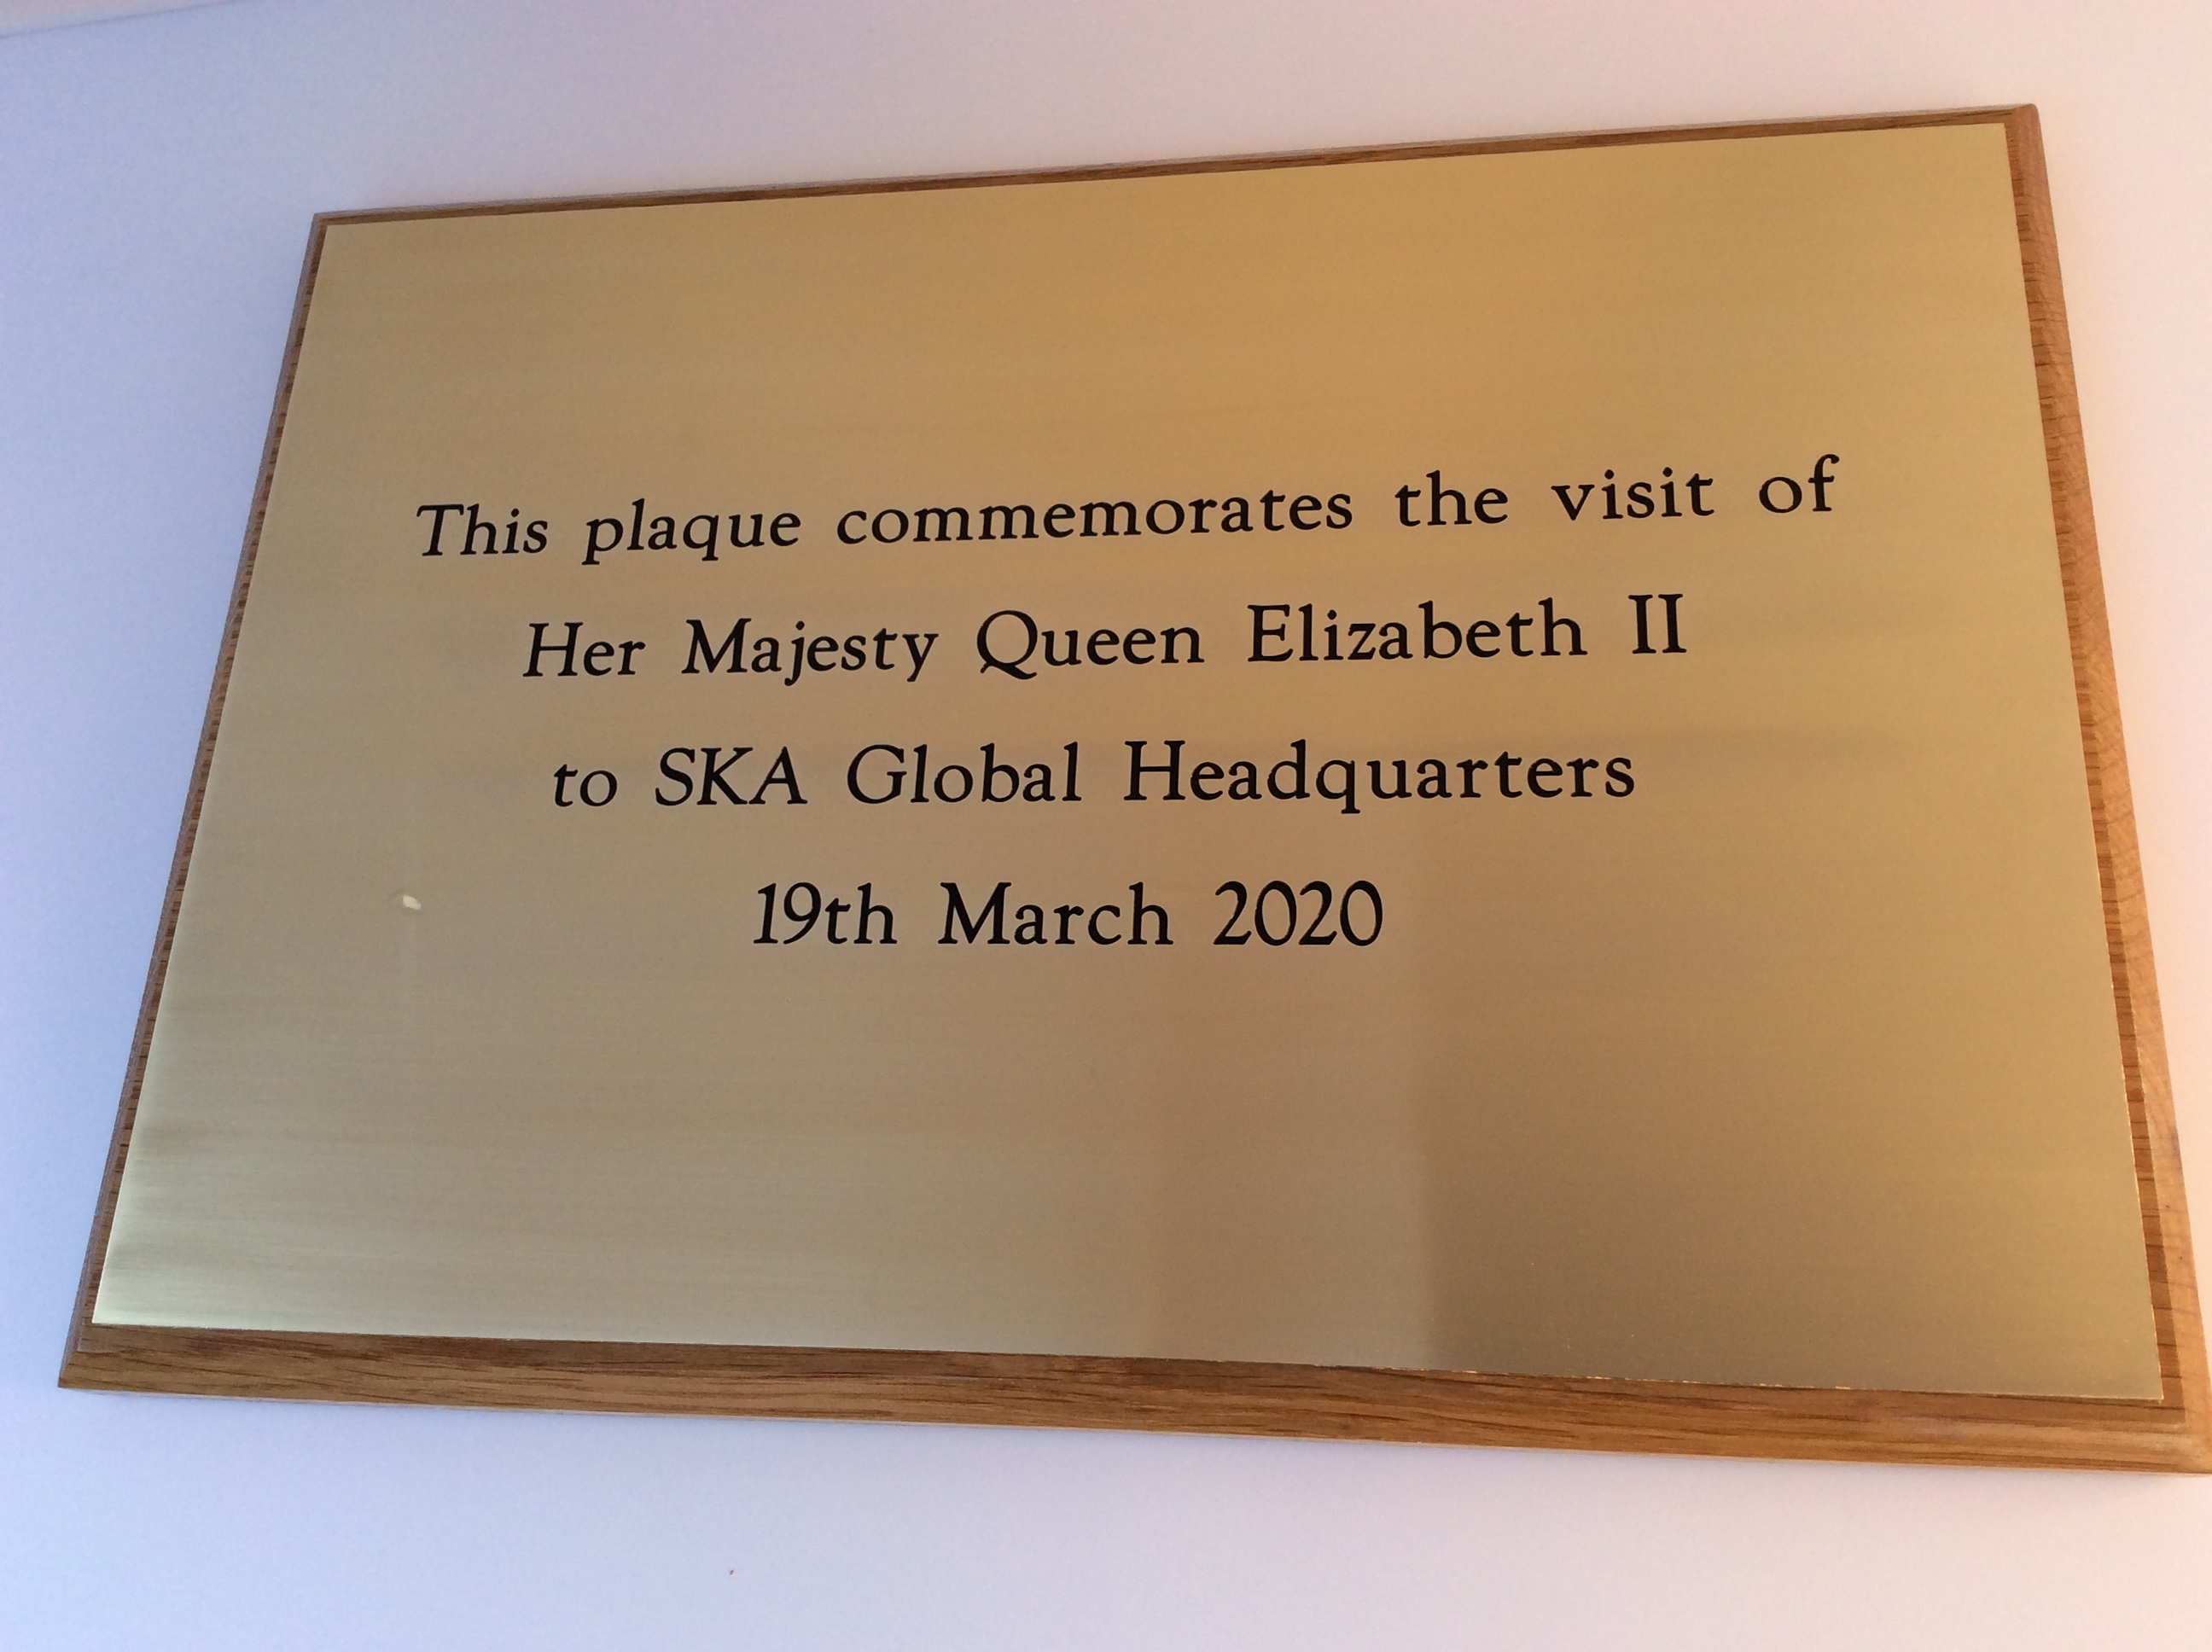 This plaque commemorates the visit of
Her Majesty Queen Elizabeth II
to SKA Global Headquarters
19th March 2020